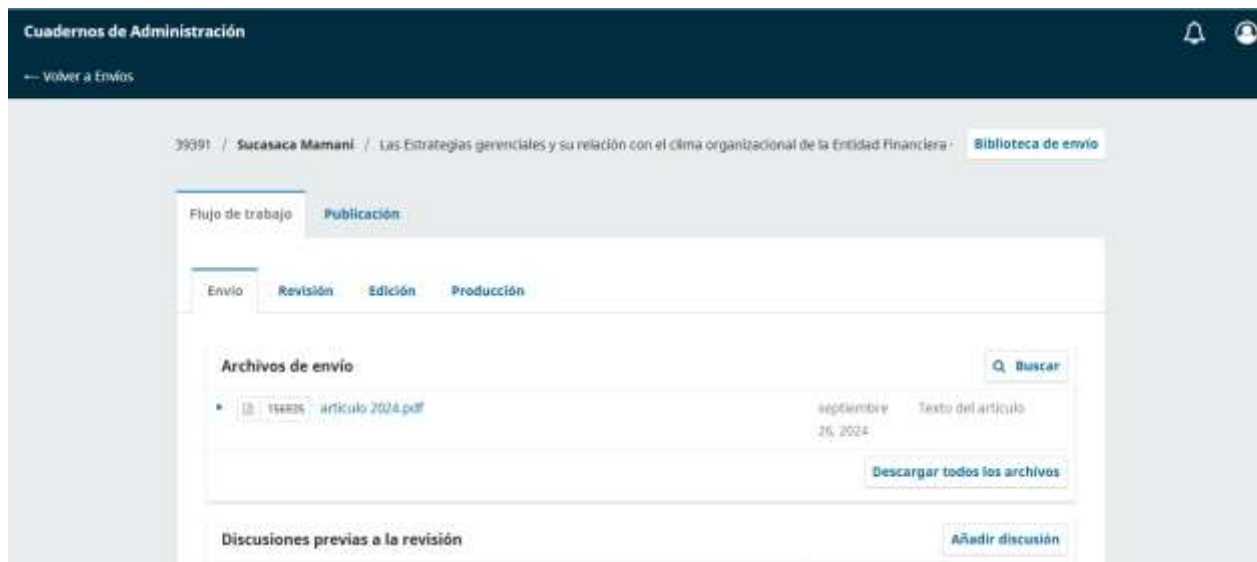 Cuadernos de Administración
← Volver a Envíos
39391 / Sucasaca Mamani / Las Estrategias gerenciales y su relación con el clima organizacional de la Entidad Financiera
Biblioteca de envío
Flujo de trabajo Publicación
Envío Revisión Edición Producción
Archivos de envío
Buscar
articulo 2024.pdf
septiembre 26, 2024
Texto del artículo
Descargar todos los archivos
Discusiones previas a la revisión
Añadir discusión